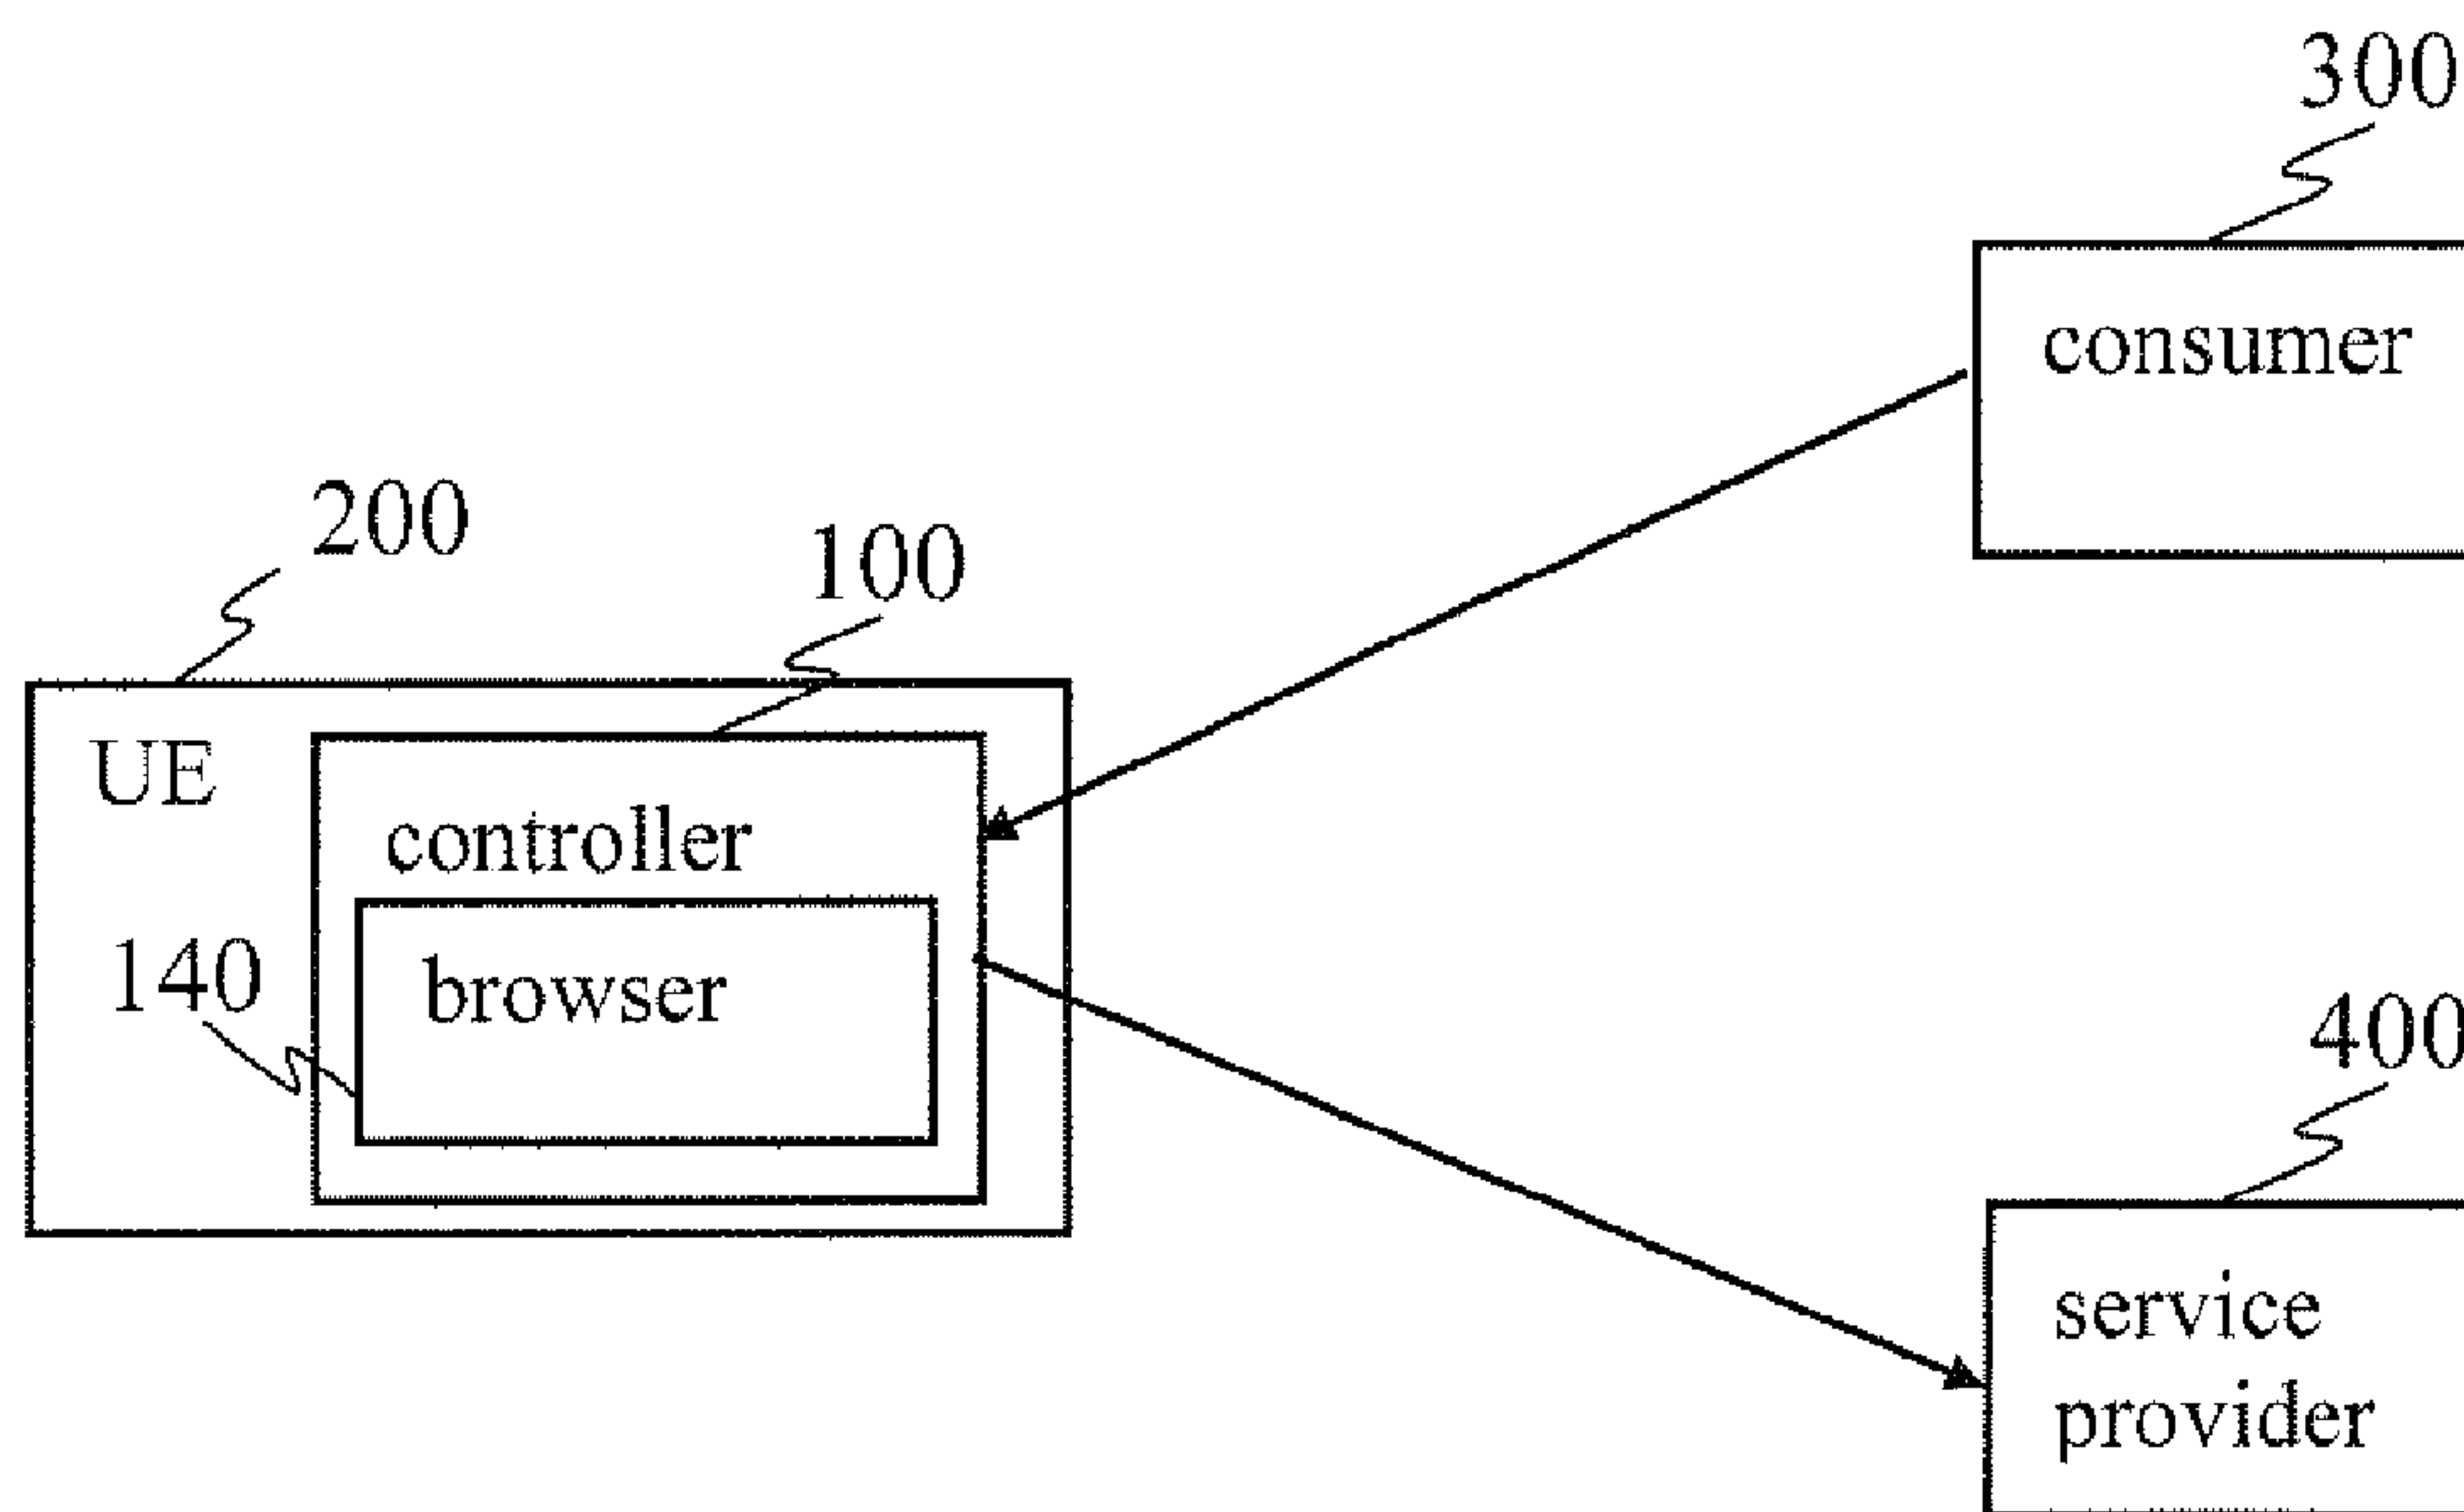 300
consumer
200
100
UE
controller
140
browser
400
service
provider